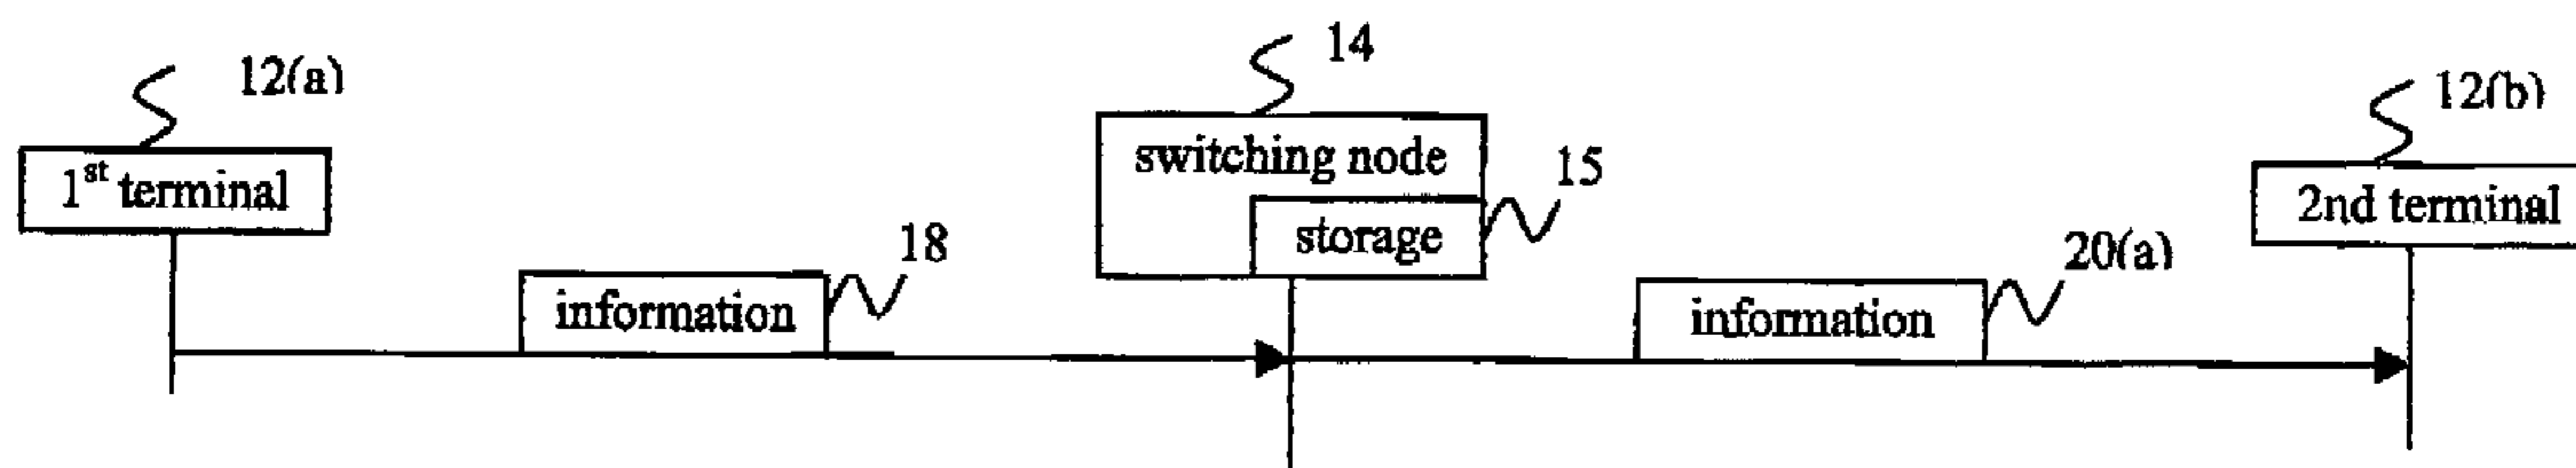 12(a)
14
12(b)
1st terminal
switching node
15
2nd terminal
storage
18
20(a)
information
information